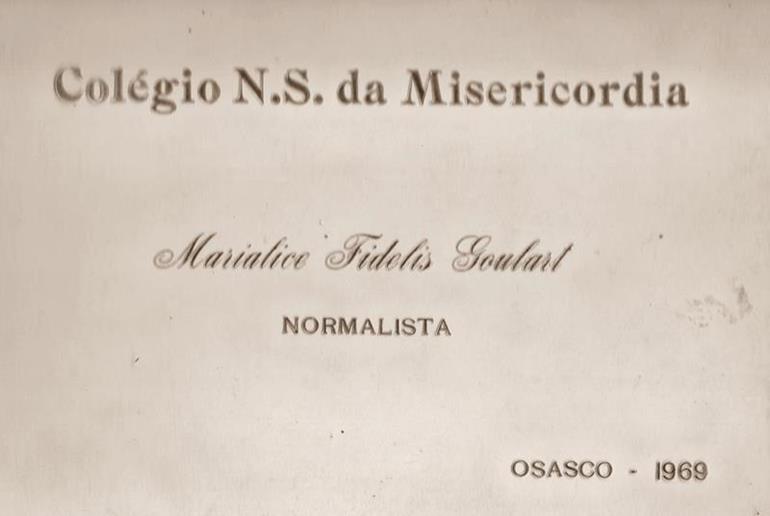 Colégio N.S. da Misericordia
Marialice Fidelis Goulart
NORMALISTA
OSASCO - 1969